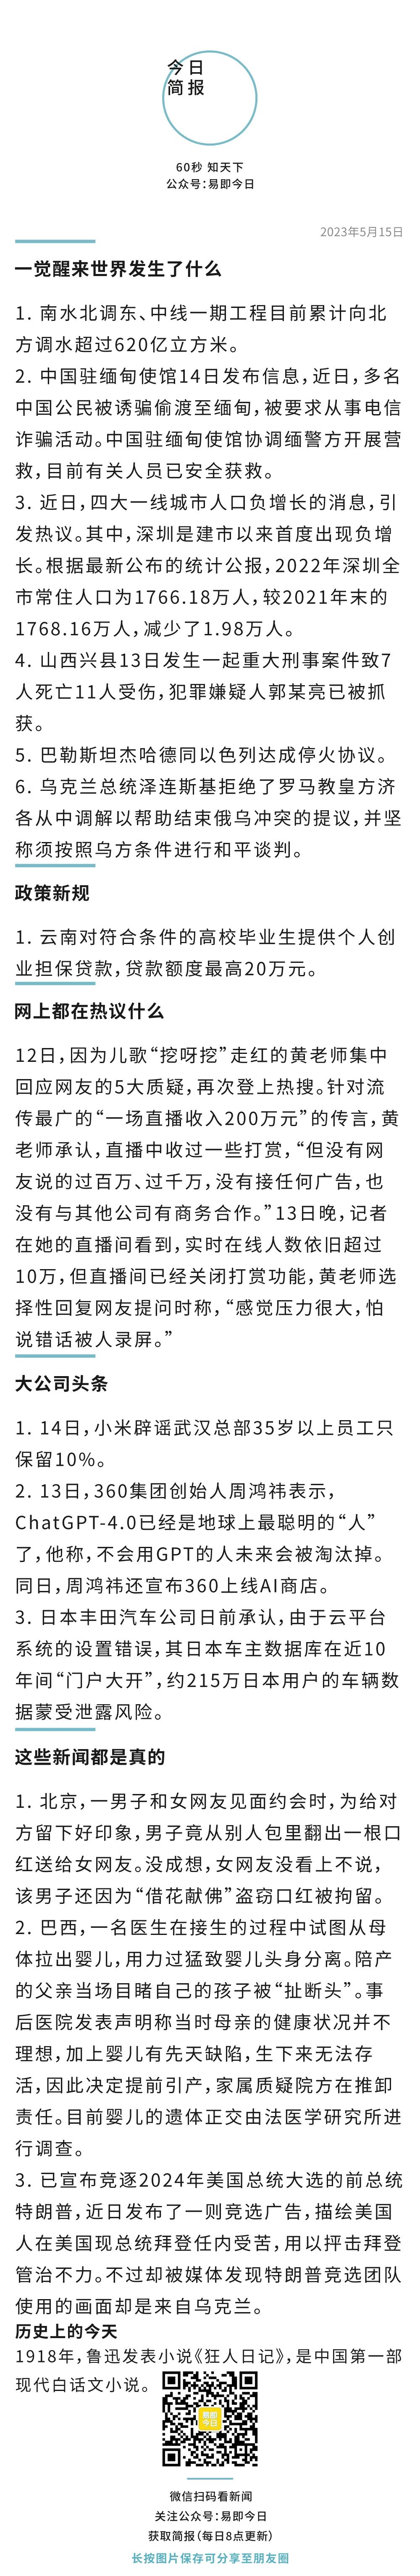 今日
简报
60秒 知天下
公众号：易即今日
2023年5月15日
一觉醒来世界发生了什么
1. 南水北调东、中线一期工程目前累计向北
方调水超过620亿立方米。
2. 中国驻缅甸使馆14日发布信息，近日，多名
中国公民被诱骗偷渡至缅甸，被要求从事电信
诈骗活动。中国驻缅甸使馆协调缅警方开展营
救，目前有关人员已安全获救。
3. 近日，四大一线城市人口负增长的消息，引
发热议。其中，深圳是建市以来首度出现负增
长。根据最新公布的统计公报，2022年深圳全
市常住人口为1766.18万人，较2021年末的
1768.16万人，减少了1.98万人。
4. 山西兴县13日发生一起重大刑事案件致7
人死亡11人受伤，犯罪嫌疑人郭某亮已被抓
获。
5. 巴勒斯坦杰哈德同以色列达成停火协议。
6. 乌克兰总统泽连斯基拒绝了罗马教皇方济
各从中调解以帮助结束俄乌冲突的提议，并坚
称须按照乌方条件进行和平谈判。
政策新规
1. 云南对符合条件的高校毕业生提供个人创
业担保贷款，贷款额度最高20万元。
网上都在热议什么
12日，因为儿歌“挖呀挖”走红的黄老师集中
回应网友的5大质疑，再次登上热搜。针对流
传最广的“一场直播收入200万元”的传言，黄
老师承认，直播中收过一些打赏，“但没有网
友说的过百万、过千万，没有接任何广告，也
没有与其他公司有商务合作。”13日晚，记者
在她的直播间看到，实时在线人数依旧超过
10万，但直播间已经关闭打赏功能，黄老师选
择性回复网友提问时称，“感觉压力很大，怕
说错话被人录屏。”
大公司头条
1. 14日，小米辟谣武汉总部35岁以上员工只
保留10%。
2. 13日，360集团创始人周鸿祎表示，
ChatGPT-4.0已经是地球上最聪明的“人”
了，他称，不会用GPT的人未来会被淘汰掉。
同日，周鸿祎还宣布360上线AI商店。
3. 日本丰田汽车公司日前承认，由于云平台
系统的设置错误，其日本车主数据库在近10
年间“门户大开”，约215万日本用户的车辆数
据蒙受泄露风险。
这些新闻都是真的
1. 北京，一男子和女网友见面约会时，为给对
方留下好印象，男子竟从别人包里翻出一根口
红送给女网友。没成想，女网友没看上不说，
该男子还因为“借花献佛”盗窃口红被拘留。
2. 巴西，一名医生在接生的过程中试图从母
体拉出婴儿，用力过猛致婴儿头身分离。陪产
的父亲当场目睹自己的孩子被“扯断头”。事
后医院发表声明称当时母亲的健康状况并不
理想，加上婴儿有先天缺陷，生下来无法存
活，因此决定提前引产，家属质疑院方在推卸
责任。目前婴儿的遗体正交由法医学研究所进
行调查。
3. 已宣布竞逐2024年美国总统大选的前总统
特朗普，近日发布了一则竞选广告，描绘美国
人在美国现总统拜登任内受苦，用以抨击拜登
管治不力。不过却被媒体发现特朗普竞选团队
使用的画面却是来自乌克兰。
历史上的今天
1918年，鲁迅发表小说《狂人日记》，是中国第一部
现代白话文小说。
易即
今日
微信扫码看新闻
关注公众号：易即今日
获取简报（每日8点更新）
长按图片保存可分享至朋友圈